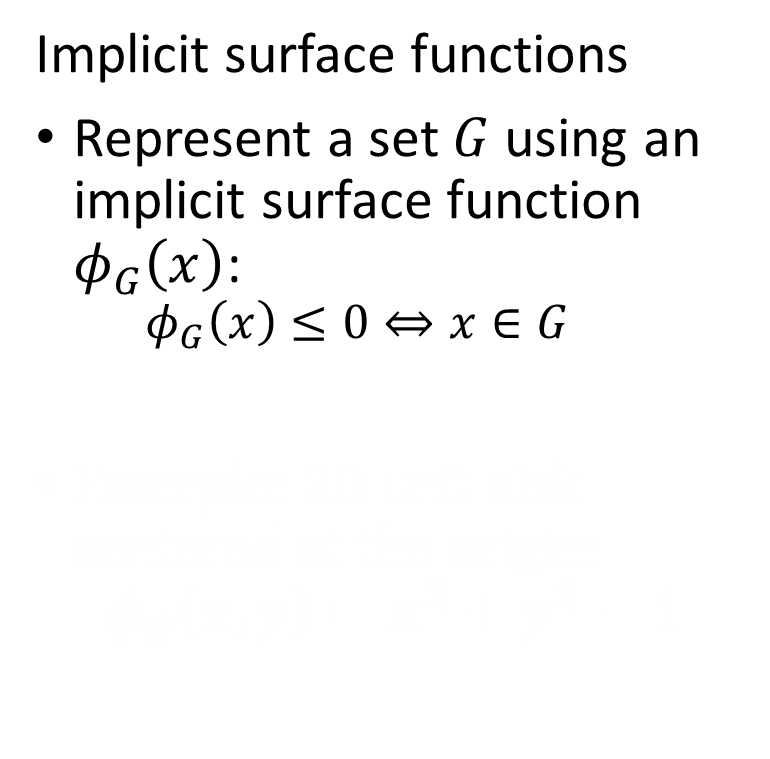 Implicit surface functions
• Represent a set 𝐺 using an
implicit surface function
𝜙_𝐺(𝑥):
𝜙_𝐺(𝑥) ≤ 0 ⇔ 𝑥 ∈ 𝐺